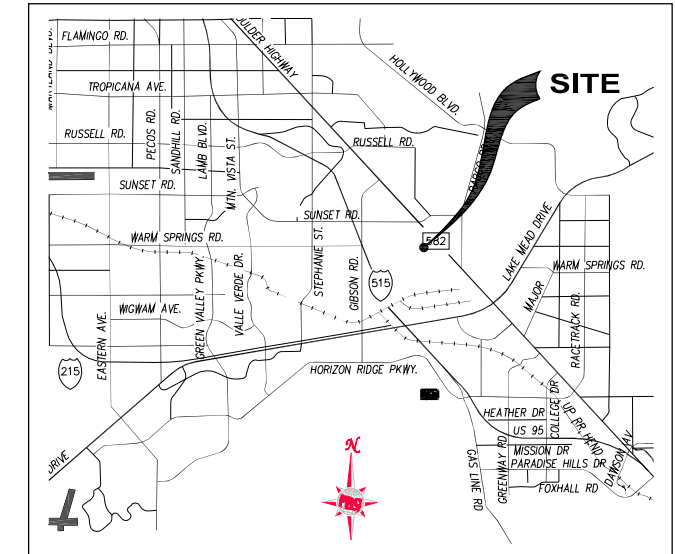 FLAMINGO RD.
TROPICANA AVE.
RUSSELL RD.
SUNSET RD.
WARM SPRINGS RD.
WIGWAM AVE.
EASTERN AVE.
215
PECOS RD.
SANDHILL RD.
LAMB BLVD.
MTN. VISTA ST.
GREEN VALLEY PKWY.
VALLE VERDE DR.
STEPHANIE ST.
GIBSON RD.
HOLLYWOOD BLVD.
SITE
RUSSELL RD.
SUNSET RD.
582
515
LAKE MEAD DRIVE
WARM SPRINGS RD.
MAJOR
RACETRACK RD.
HORIZON RIDGE PKWY.
HEATHER DR
US 95
MISSION DR
PARADISE HILLS DR
FOXHALL RD
COLLEGE DR
GREENWAY RD
GAS LINE RD
UP RR HEND
DAWSON AV
DRIVE
N
PBS